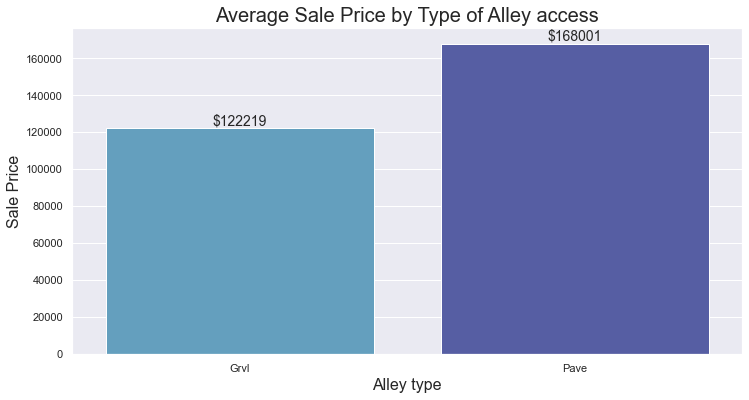 Average Sale Price by Type of Alley access
$168001
160000
140000
$122219
120000
100000
80000
60000
40000
20000
0
Sale Price
Grvl
Pave
Alley type